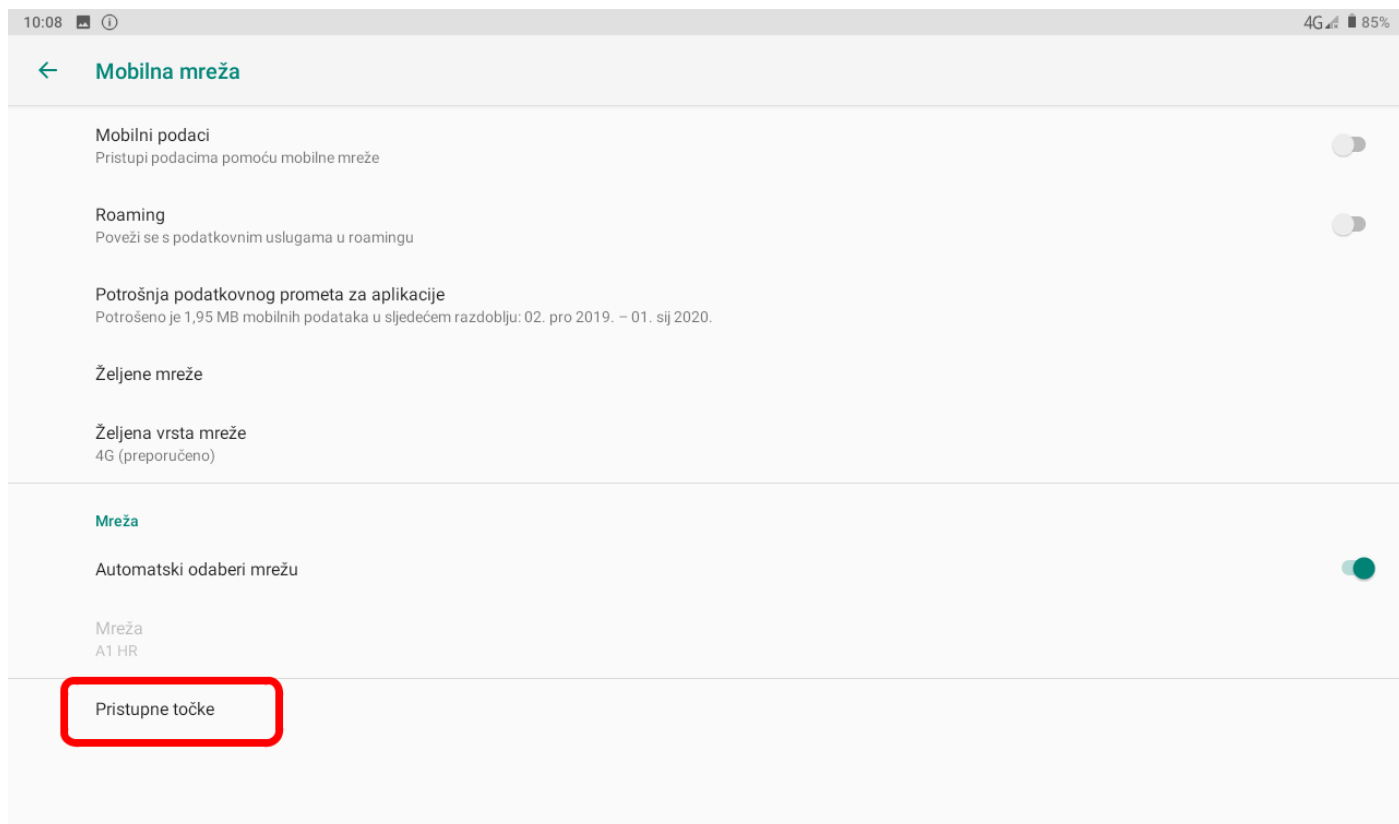 10:08 4G 85%
Mobilna mreža
Mobilni podaci
Pristupi podacima pomoću mobilne mreže
Roaming
Poveži se s podatkovnim uslugama u roamingu
Potrošnja podatkovnog prometa za aplikacije
Potrošeno je 1,95 MB mobilnih podataka u sljedećem razdoblju: 02. pro 2019. – 01. sij 2020.
Željene mreže
Željena vrsta mreže
4G (preporučeno)
Mreža
Automatski odaberi mrežu
Mreža
A1 HR
Pristupne točke